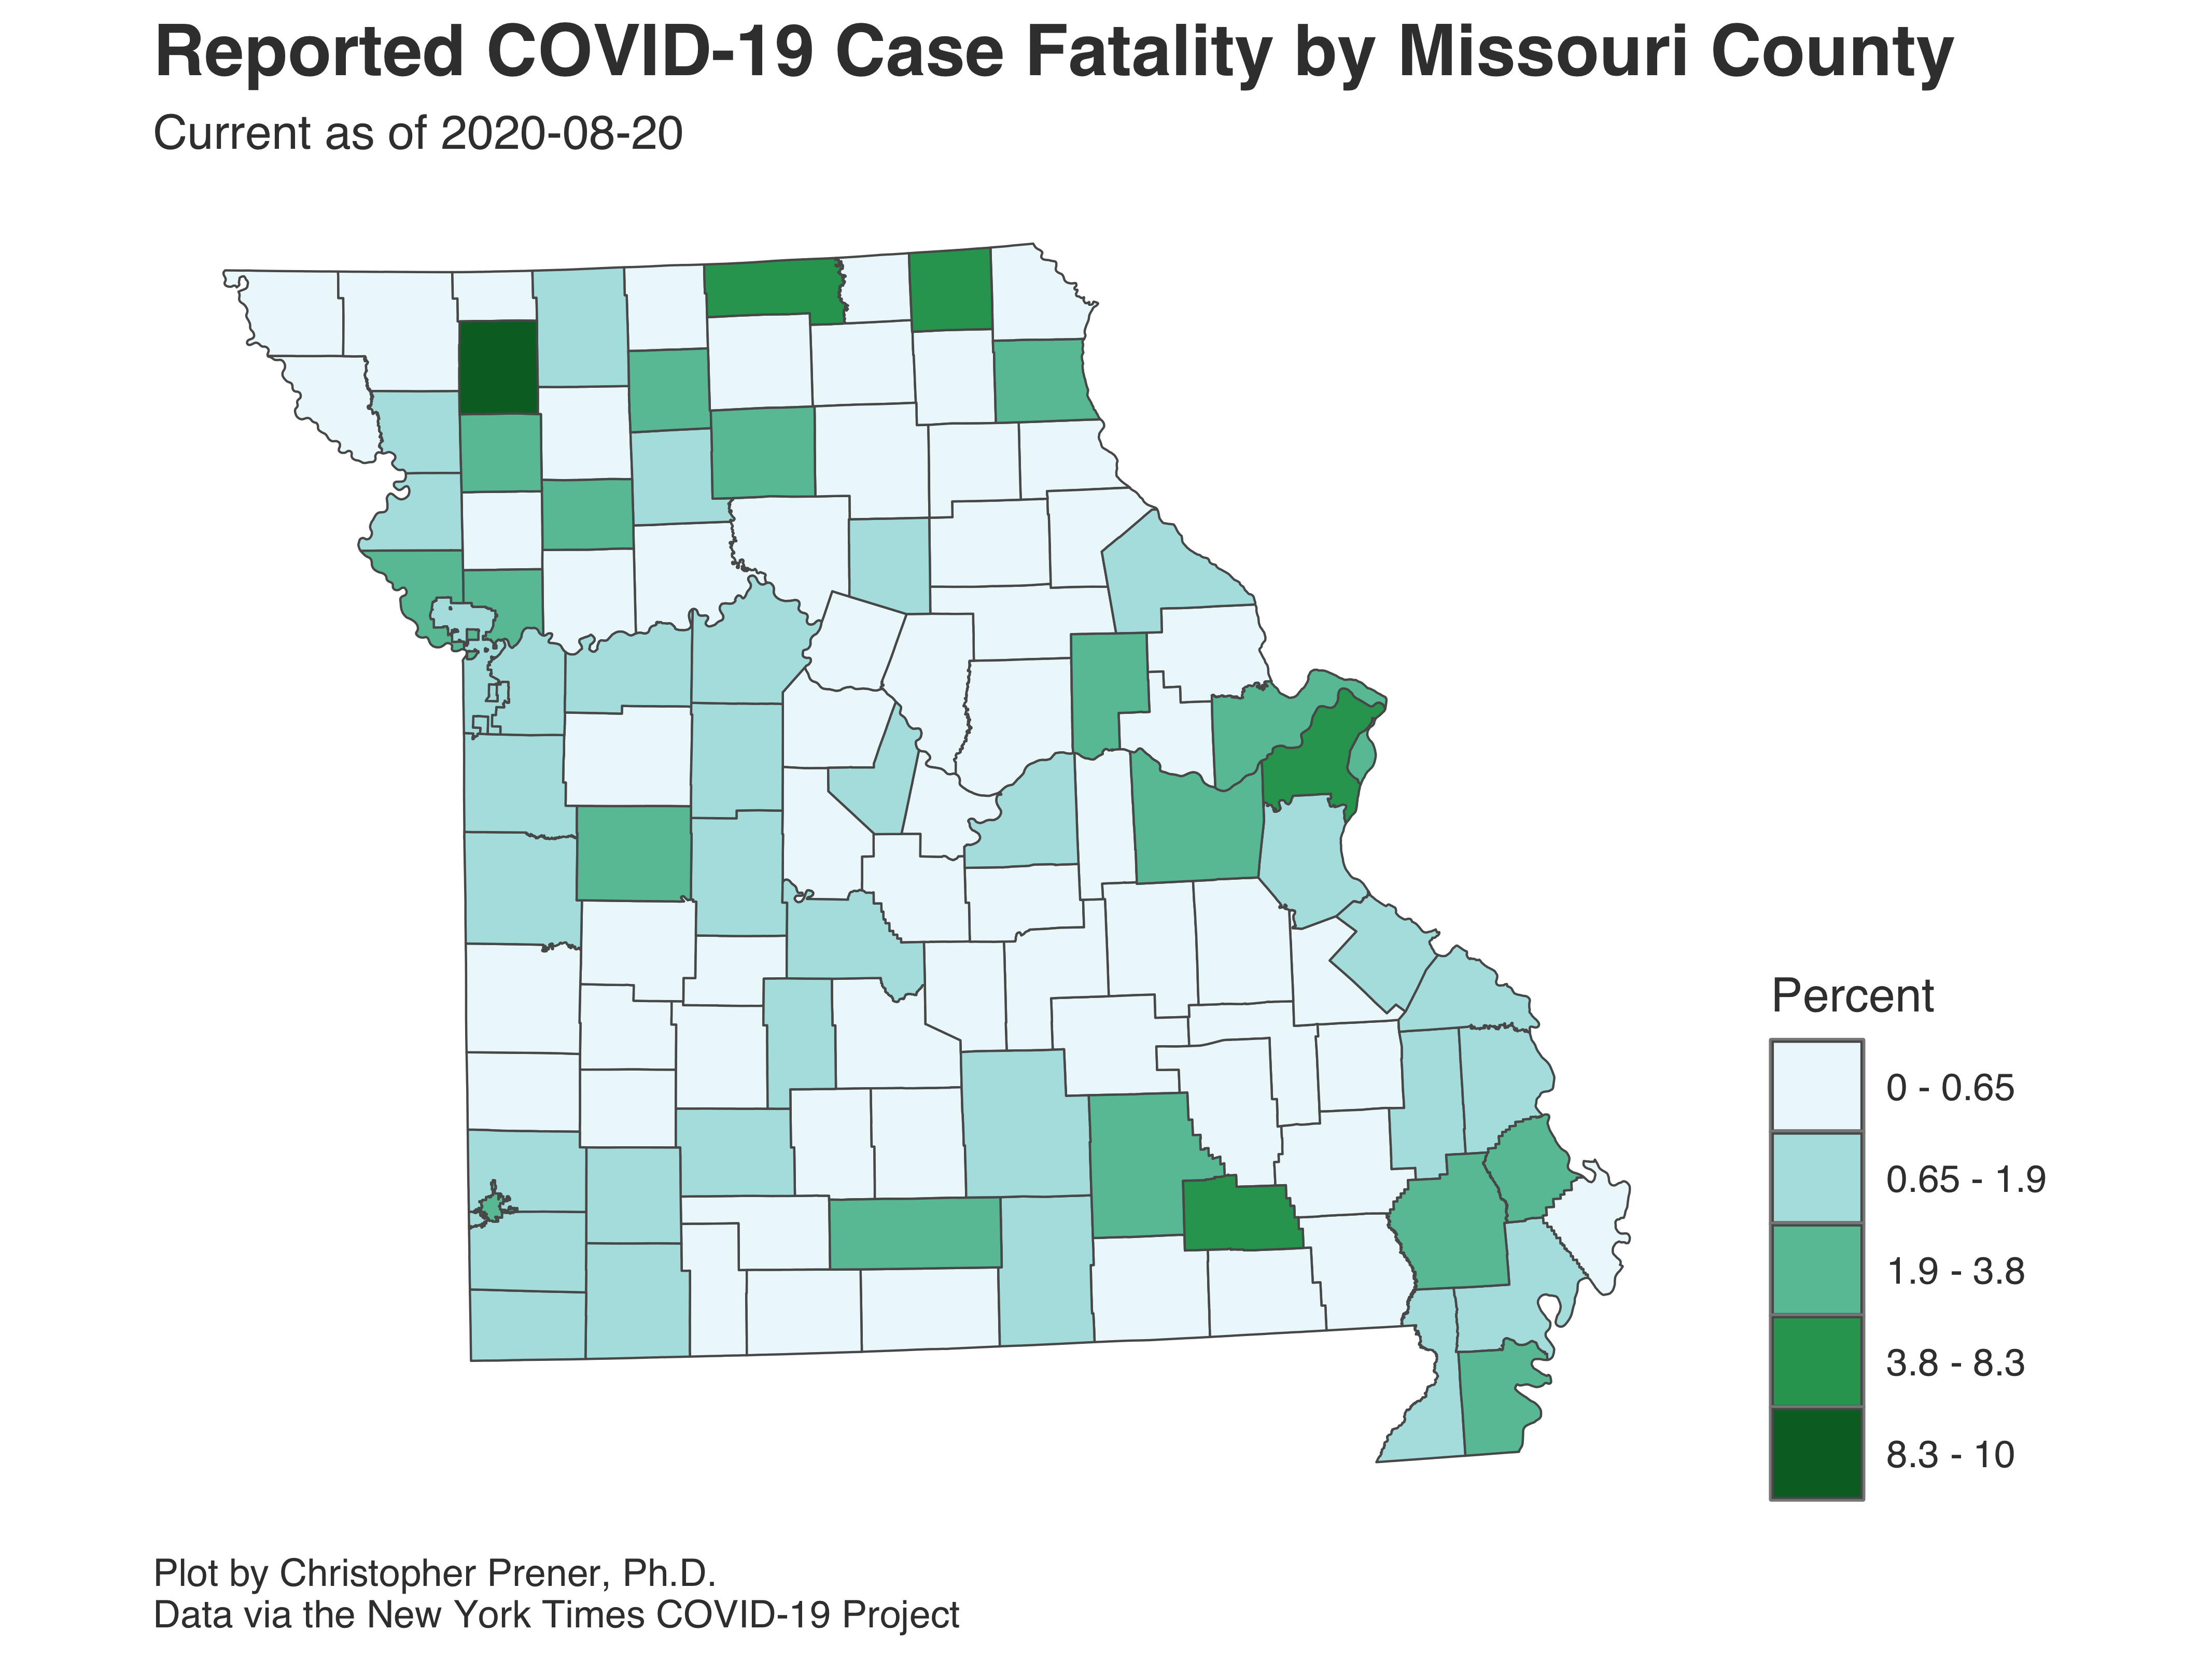 Reported COVID-19 Case Fatality by Missouri County
Current as of 2020-08-20
Percent
0 - 0.65
0.65 - 1.9
1.9 - 3.8
3.8 - 8.3
8.3 - 10
Plot by Christopher Prener, Ph.D.
Data via the New York Times COVID-19 Project